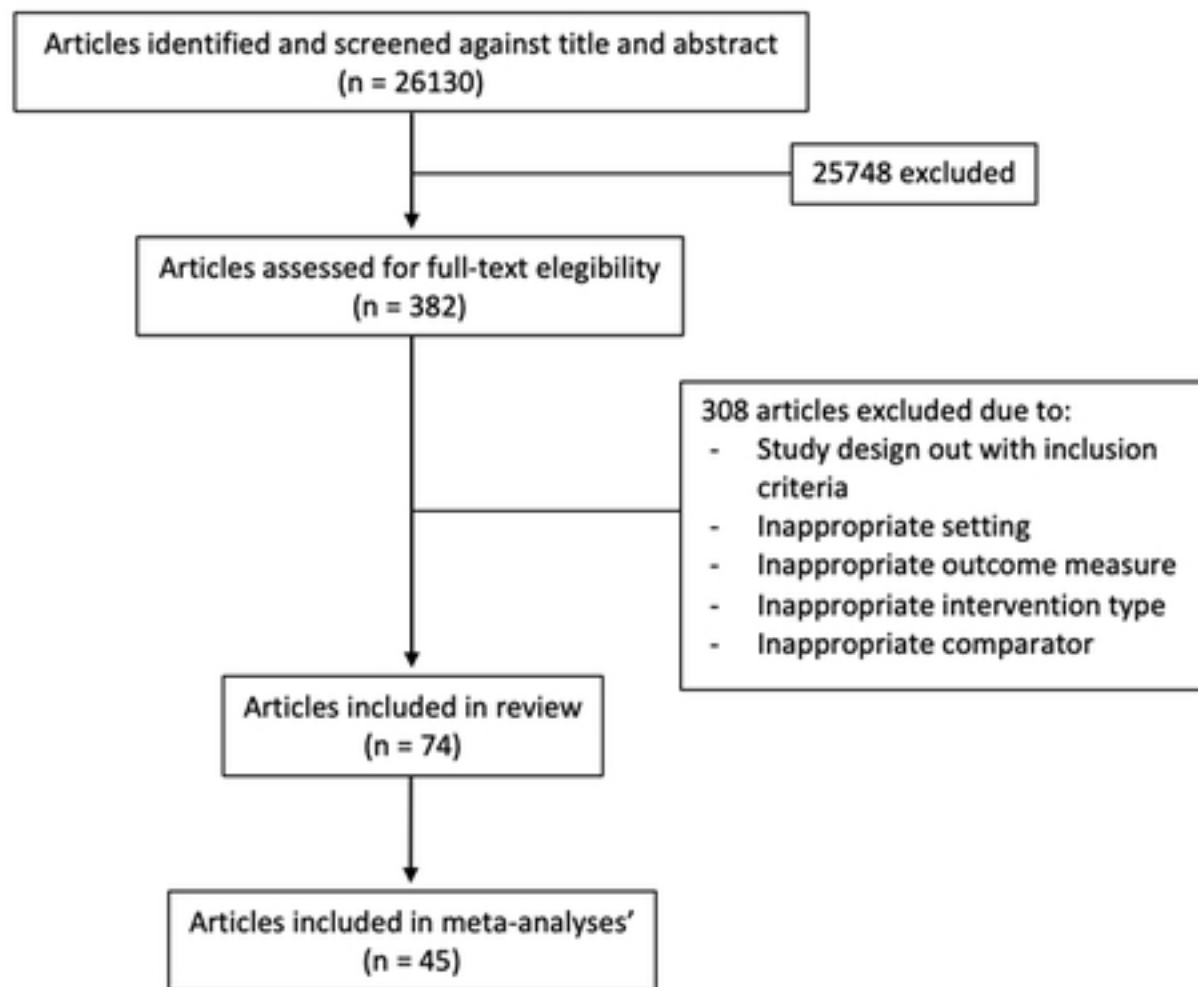 Articles identified and screened against title and abstract
(n = 26130)
25748 excluded
Articles assessed for full-text elegibility
(n = 382)
308 articles excluded due to:
- Study design out with inclusion
criteria
- Inappropriate setting
- Inappropriate outcome measure
- Inappropriate intervention type
- Inappropriate comparator
Articles included in review
(n = 74)
Articles included in meta-analyses’
(n = 45)